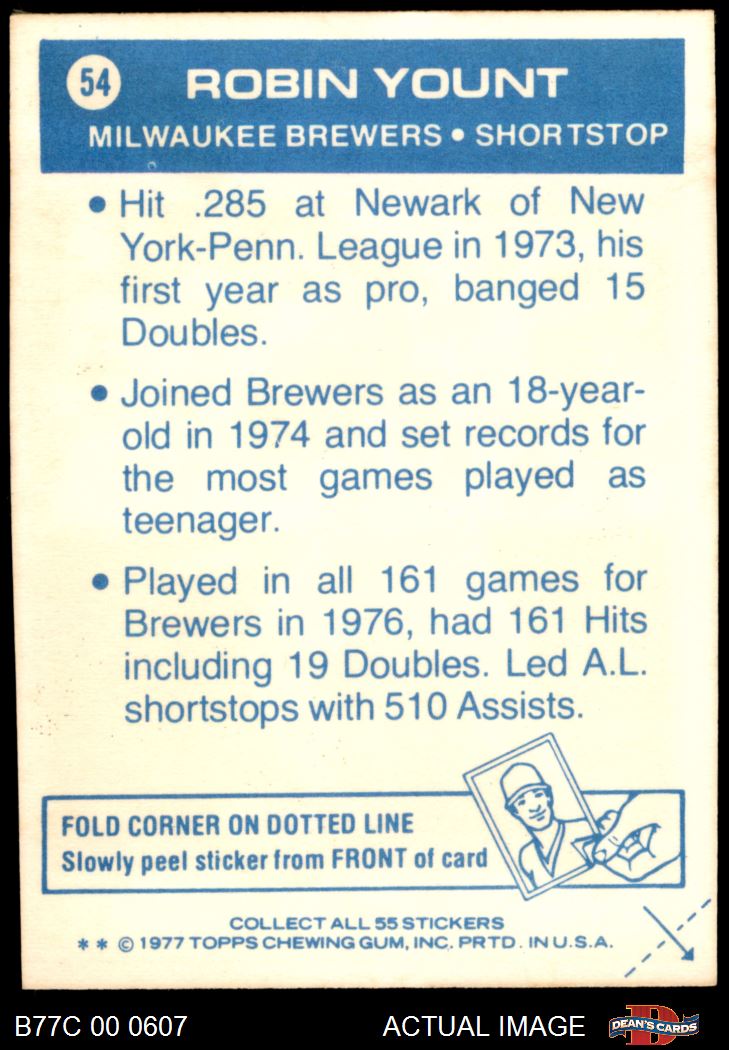 54 ROBIN YOUNT
MILWAUKEE BREWERS • SHORTSTOP
• Hit .285 at Newark of New
York-Penn. League in 1973, his
first year as pro, banged 15
Doubles.
• Joined Brewers as an 18-year-
old in 1974 and set records for
the most games played as
teenager.
• Played in all 161 games for
Brewers in 1976, had 161 Hits
including 19 Doubles. Led A.L.
shortstops with 510 Assists.
FOLD CORNER ON DOTTED LINE
Slowly peel sticker from FRONT of card
COLLECT ALL 55 STICKERS
* * © 1977 TOPPS CHEWING GUM, INC. PRTD. IN U.S.A.
B77C 00 0607 ACTUAL IMAGE D DEAN'S CARDS